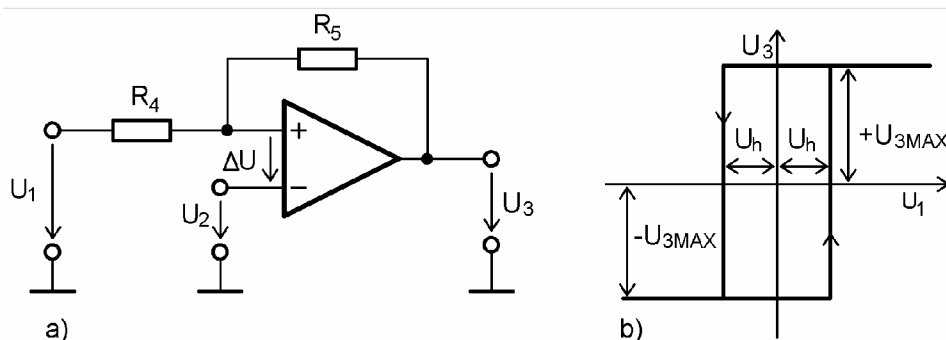 R5
R4
+
ΔU
−
U1
U2
U3
a)
U3
Uh Uh
+U3MAX
U1
-U3MAX
b)